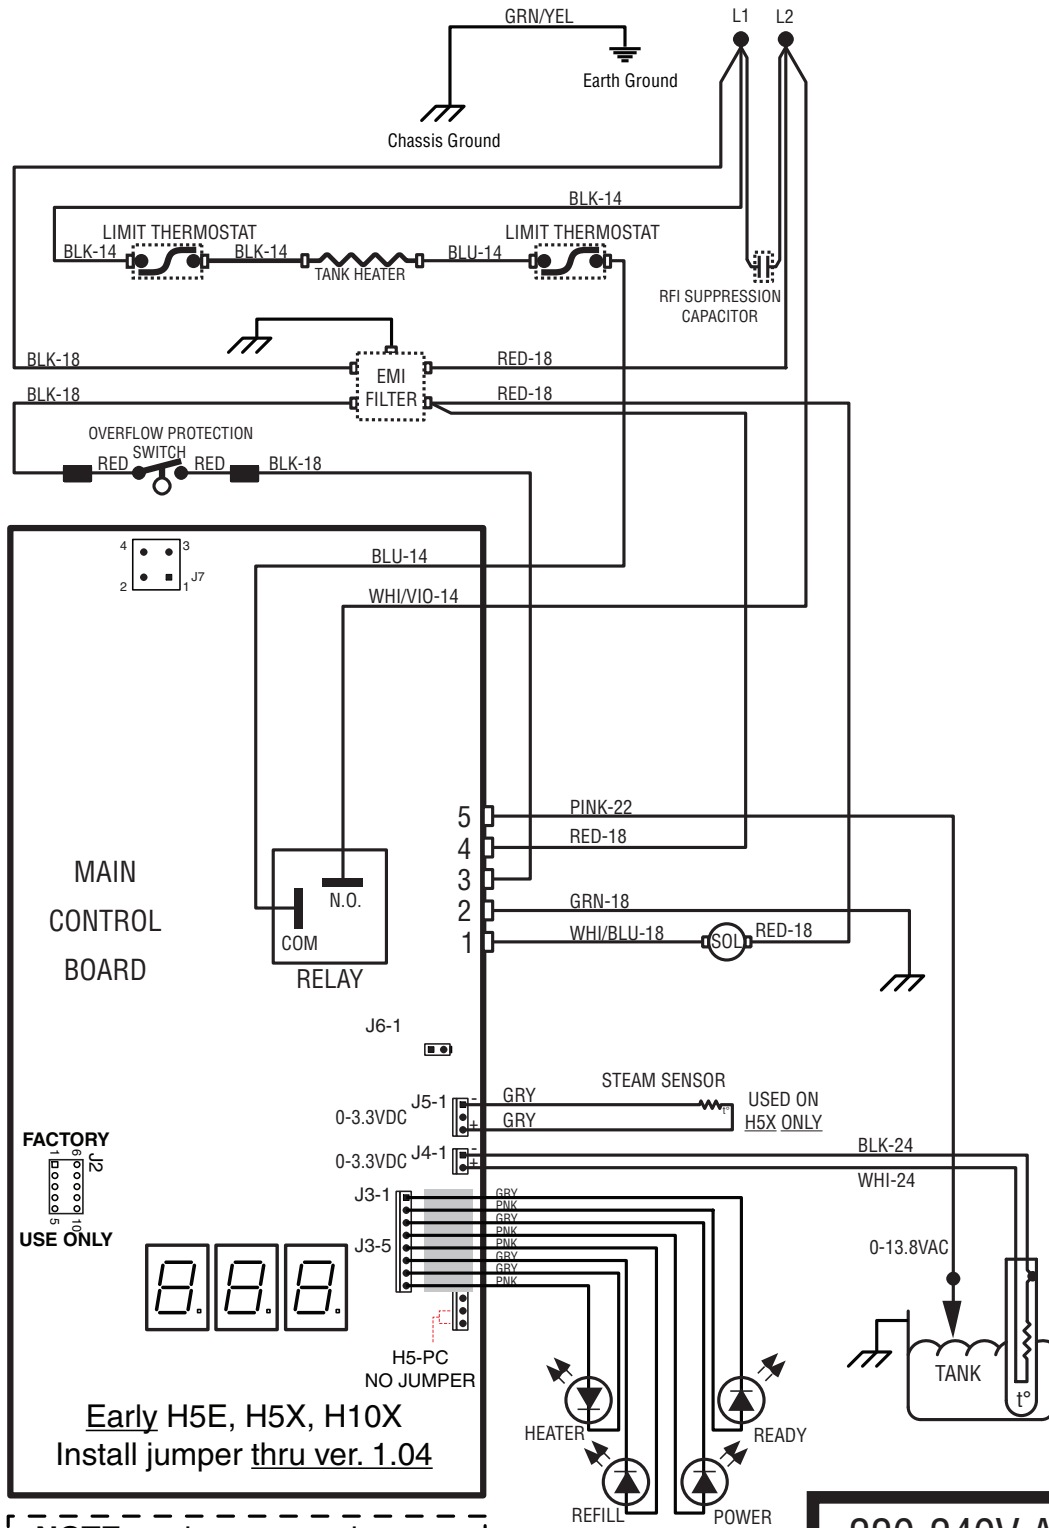 GRN/YEL
L1 L2
Earth Ground
Chassis Ground
BLK-14
LIMIT THERMOSTAT
LIMIT THERMOSTAT
BLK-14
BLK-14
BLU-14
TANK HEATER
RFI SUPPRESSION
CAPACITOR
BLK-18
RED-18
EMI
FILTER
BLK-18
RED-18
OVERFLOW PROTECTION
SWITCH
RED
RED
BLK-18
4 3
2 1
J7
BLU-14
WHI/VIO-14
5 PINK-22
4 RED-18
3
2 GRN-18
1 WHI/BLU-18
SOL
RED-18
MAIN
CONTROL
BOARD
N.O.
COM
RELAY
J6-1
STEAM SENSOR
J5-1
-
GRY
t°
USED ON
H5X ONLY
0-3.3VDC
+
GRY
FACTORY
1 6
J2
5 10
USE ONLY
J4-1
-
BLK-24
0-3.3VDC
+
WHI-24
J3-1
GRY
PNK
GRY
PNK
J3-5
PNK
GRY
GRY
PNK
0-13.8VAC
8.8.8.
H5-PC
NO JUMPER
TANK
t°
Early H5E, H5X, H10X
Install jumper thru ver. 1.04
HEATER
READY
REFILL
POWER